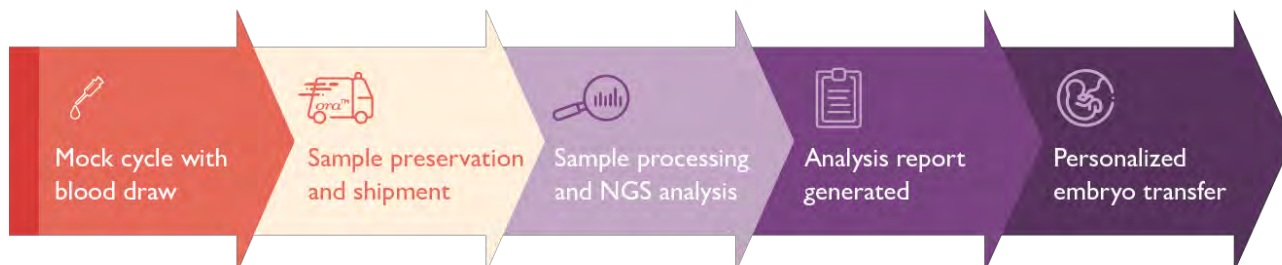 ora™
Mock cycle with
blood draw
Sample preservation
and shipment
Sample processing
and NGS analysis
Analysis report
generated
Personalized
embryo transfer